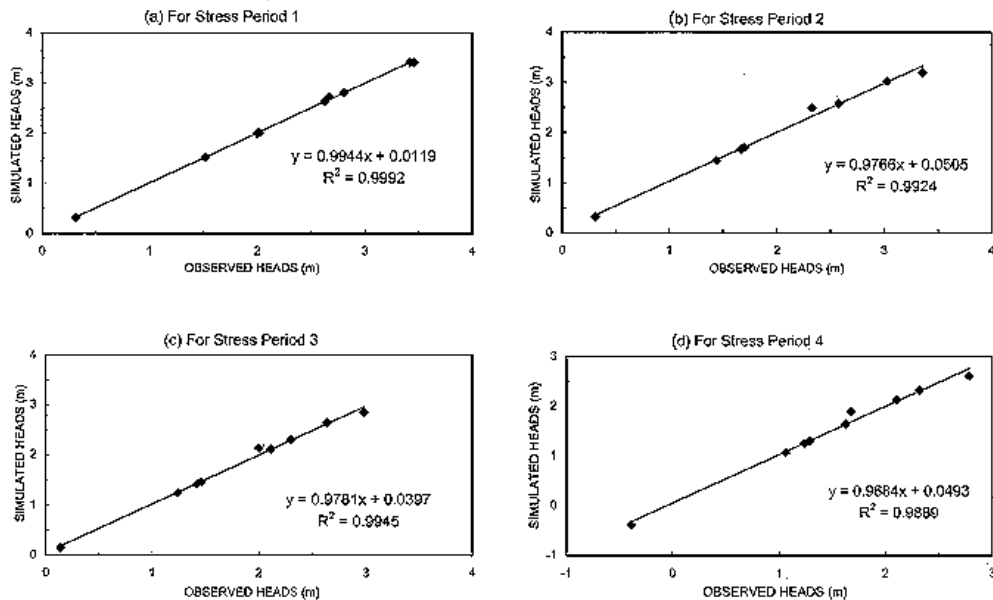 (a) For Stress Period 1
4
3
2
1
0
SIMULATED HEADS (m)
y = 0.9944x + 0.0119
R² = 0.9992
0 1 2 3 4
OBSERVED HEADS (m)
(b) For Stress Period 2
4
3
2
1
0
SIMULATED HEADS (m)
y = 0.9766x + 0.0505
R² = 0.9924
0 1 2 3 4
OBSERVED HEADS (m)
(c) For Stress Period 3
4
3
2
1
0
SIMULATED HEADS (m)
y = 0.9781x + 0.0397
R² = 0.9945
0 1 2 3 4
OBSERVED HEADS (m)
(d) For Stress Period 4
3
2
1
0
-1
SIMULATED HEADS (m)
y = 0.9684x + 0.0493
R² = 0.9889
-1 0 1 2 3
OBSERVED HEADS (m)